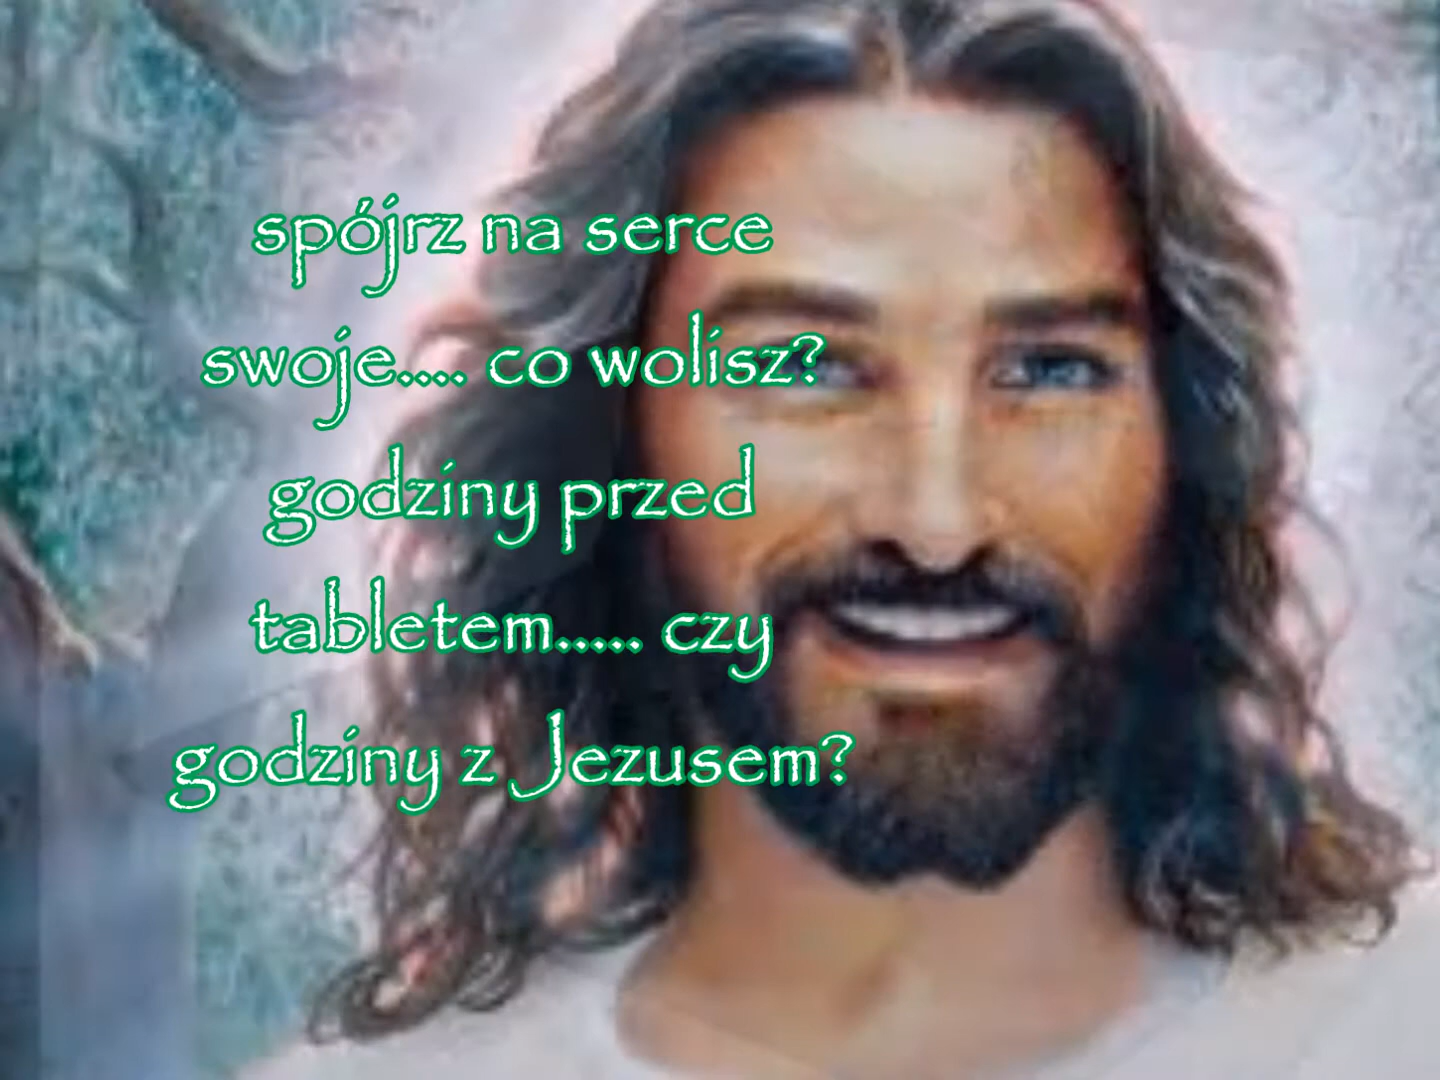 spójrz na serce
swoje.... co wolisz?
godziny przed
tabletem..... czy
godziny z Jezusem?